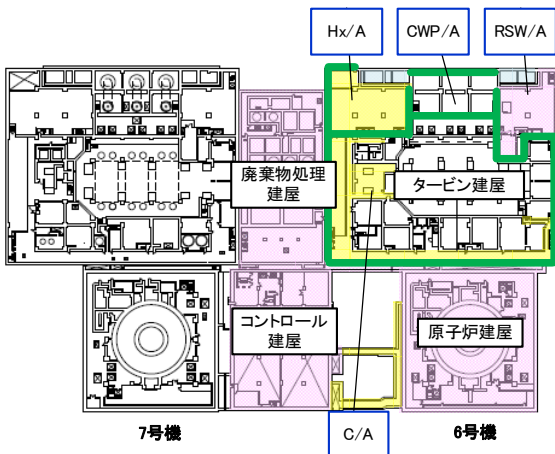 Hx/A
CWP/A
RSW/A
廃棄物処理
建屋
タービン建屋
コントロール
建屋
原子炉建屋
7号機
C/A
6号機